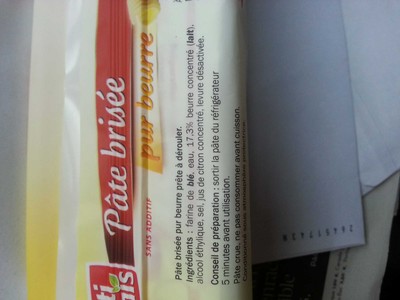 Pâte brisée
pur beurre
SANS ADDITIF
Pâte brisée pur beurre prête à dérouler.
Ingrédients : farine de blé, eau, 17,3% beurre concentré (lait),
alcool éthylique, sel, jus de citron concentré, levure désactivée.
Conseil de préparation : sortir la pâte du réfrigérateur
5 minutes avant utilisation.
Pâte crue, ne pas consommer avant cuisson.